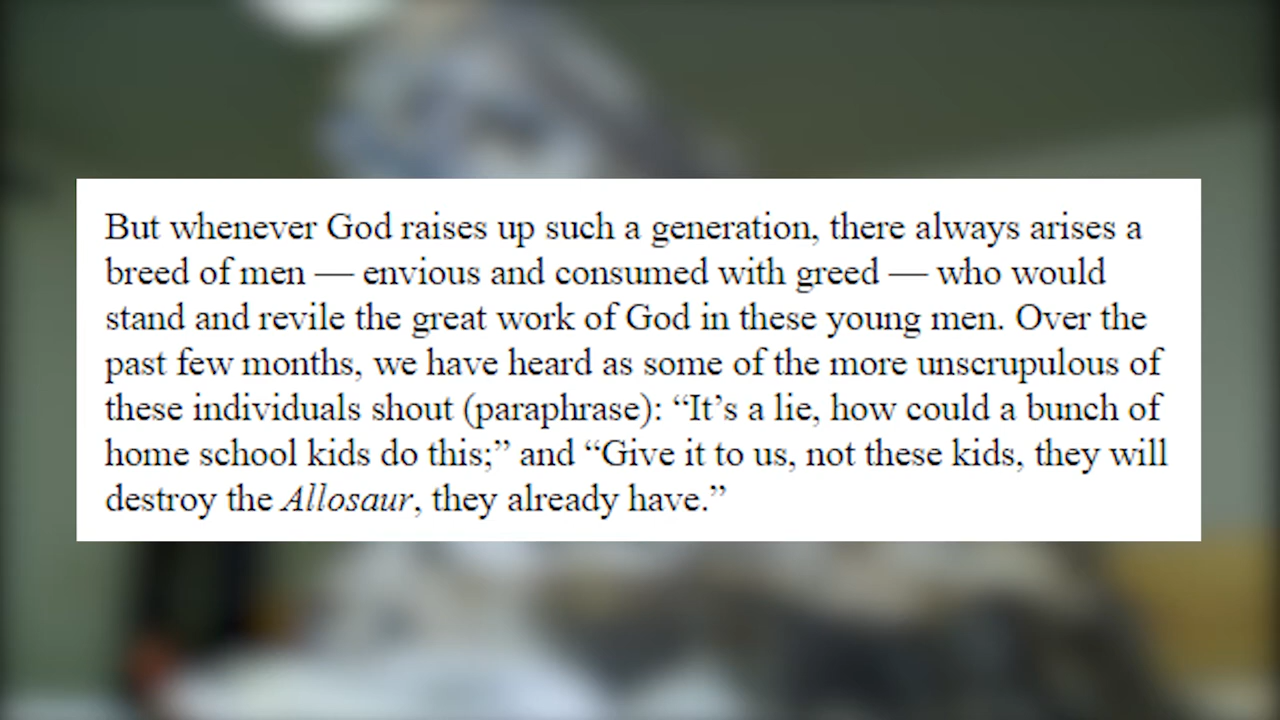 But whenever God raises up such a generation, there always arises a
breed of men — envious and consumed with greed — who would
stand and revile the great work of God in these young men. Over the
past few months, we have heard as some of the more unscrupulous of
these individuals shout (paraphrase): “It’s a lie, how could a bunch of
home school kids do this;” and “Give it to us, not these kids, they will
destroy the Allosaur, they already have.”